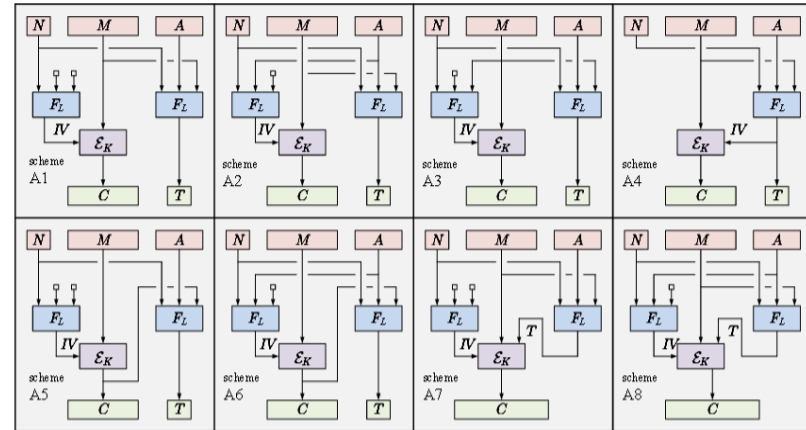 N M A N M A N M A N M A
F_L F_L F_L F_L F_L F_L F_L
IV IV IV IV
𝓔_K 𝓔_K 𝓔_K 𝓔_K
scheme scheme scheme scheme
A1 A2 A3 A4
C T C T C T C T
N M A N M A N M A N M A
F_L F_L F_L F_L F_L F_L F_L F_L
T T
IV IV IV IV
𝓔_K 𝓔_K 𝓔_K 𝓔_K
scheme scheme scheme scheme
A5 A6 A7 A8
C T C T C C